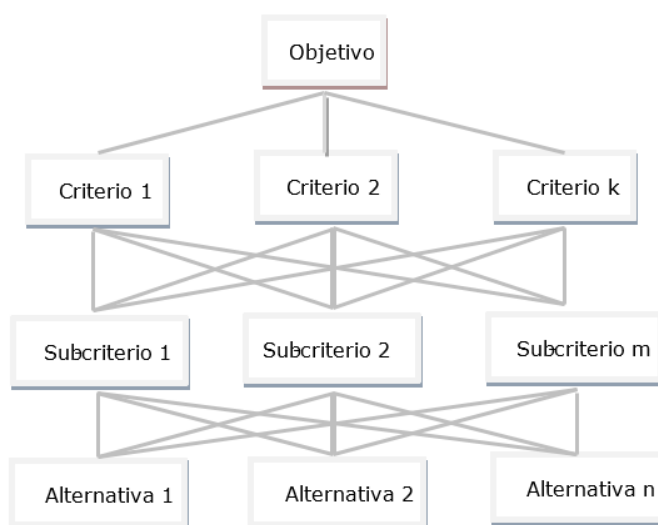 Objetivo
Criterio 1
Criterio 2
Criterio k
Subcriterio 1
Subcriterio 2
Subcriterio m
Alternativa 1
Alternativa 2
Alternativa n